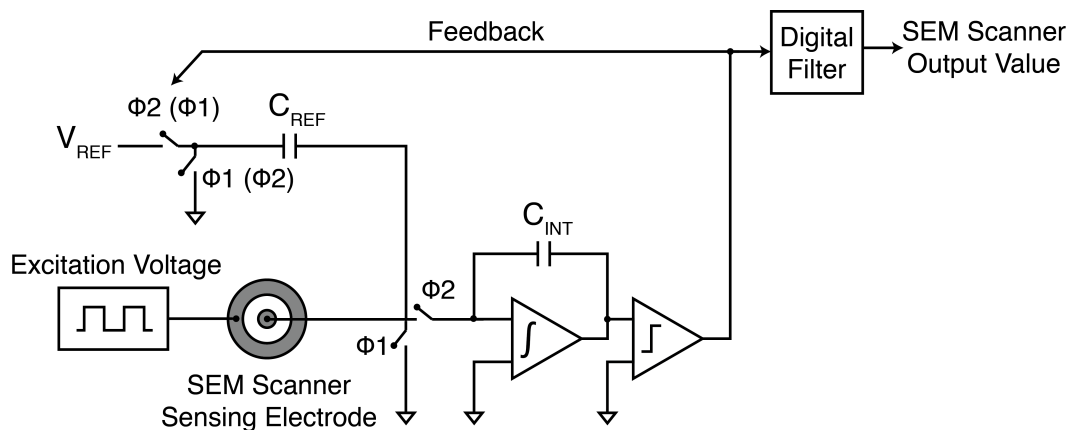 Feedback
Digital
Filter
SEM Scanner
Output Value
Φ2 (Φ1)
C_REF
V_REF
Φ1 (Φ2)
C_INT
Excitation Voltage
Φ2
Φ1
∫
SEM Scanner
Sensing Electrode